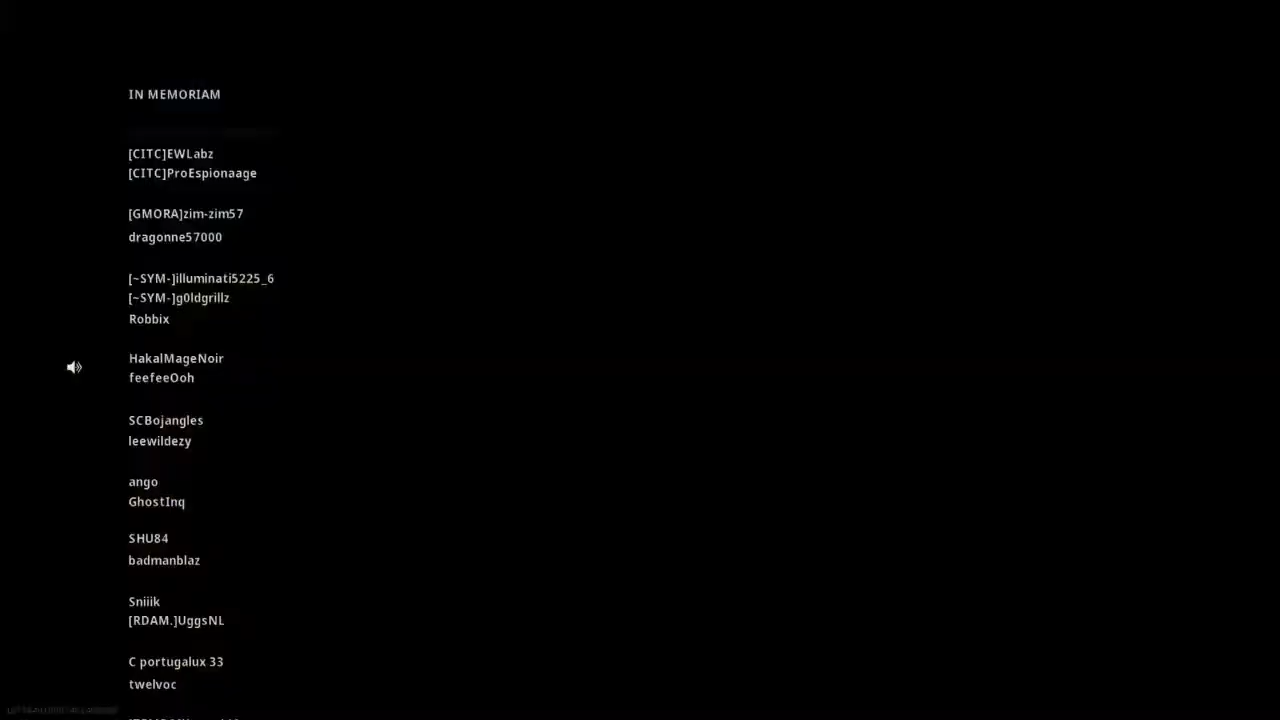 IN MEMORIAM
[CITC]EWLabz
[CITC]ProEspionaage
[GMORA]zim-zim57
dragonne57000
[~SYM-]illuminati5225_6
[~SYM-]g0ldgrillz
Robbix
HakalMageNoir
feefeeOoh
SCBojangles
leewildezy
ango
GhostInq
SHU84
badmanblaz
Sniiik
[RDAM.]UggsNL
C portugalux 33
twelvoc